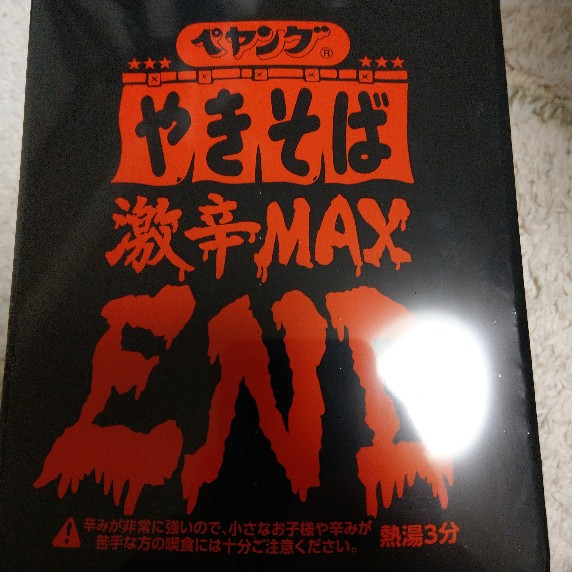 ペヤング®
やきそば
激辛MAX
END
辛みが非常に強いので、小さなお子様や辛みが
苦手な方の喫食には十分ご注意ください。
熱湯3分